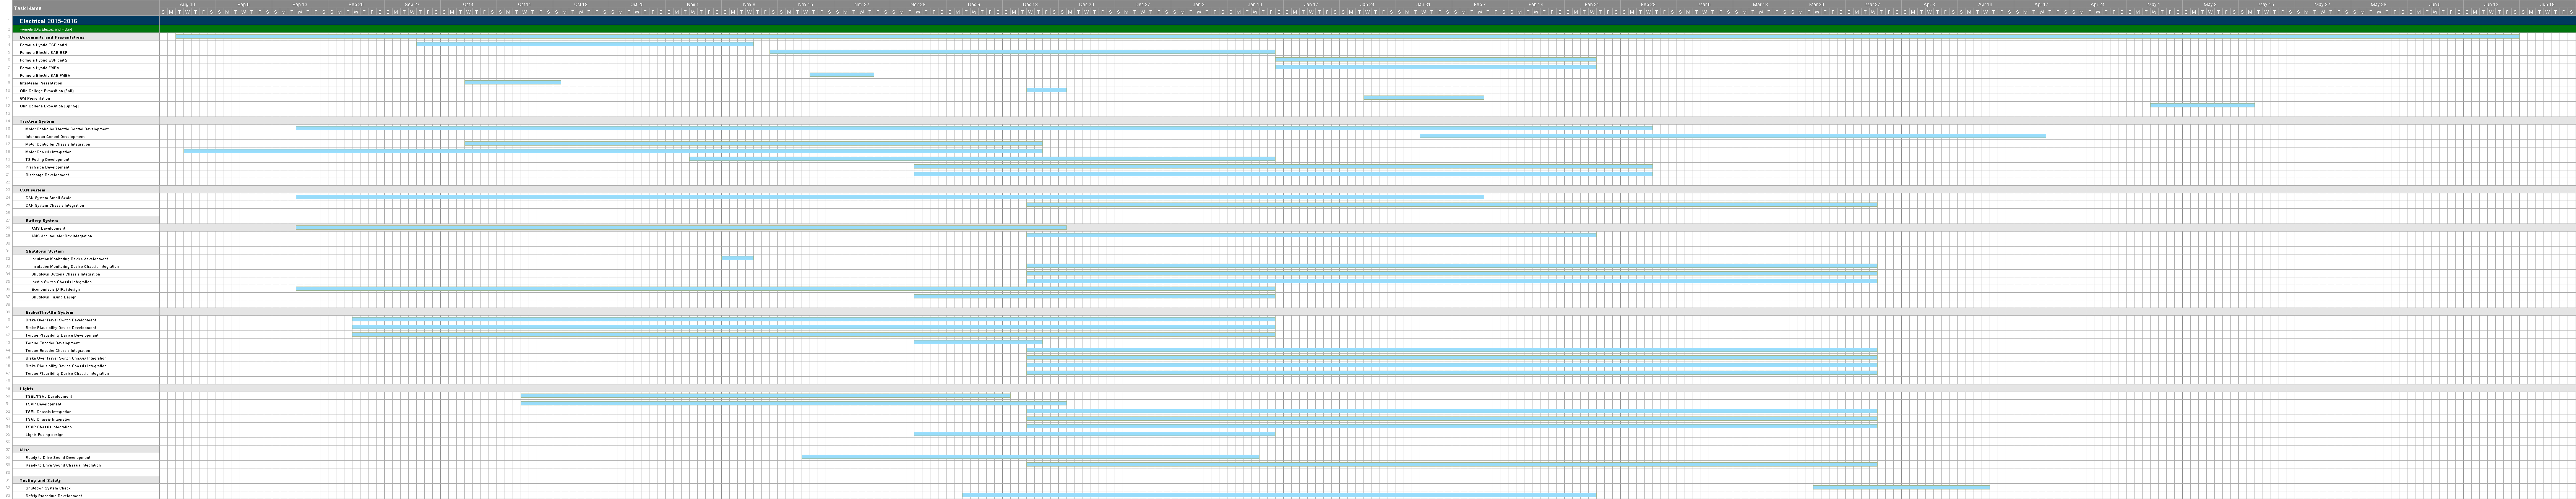 Task Name
Aug 30 Sep 6 Sep 13 Sep 20 Sep 27 Oct 4 Oct 11 Oct 18 Oct 25 Nov 1 Nov 8 Nov 15 Nov 22 Nov 29 Dec 6 Dec 13 Dec 20 Dec 27 Jan 3 Jan 10 Jan 17 Jan 24 Jan 31 Feb 7 Feb 14 Feb 21 Feb 28 Mar 6 Mar 13 Mar 20 Mar 27 Apr 3 Apr 10 Apr 17 Apr 24 May 1 May 8 May 15 May 22 May 29 Jun 5 Jun 12 Jun 19
Electrical 2015-2016
Formula SAE Electric and Hybrid
Documents and Presentations
Formula Hybrid ESF part 1
Formula Electric SAE ESF
Formula Hybrid ESF part 2
Formula Hybrid FMEA
Formula Electric SAE FMEA
Interteam Presentation
Olin College Exposition (Fall)
GM Presentation
Olin College Exposition (Spring)
Tractive System
Motor Controller Throttle Control Development
Intermotor Control Development
Motor Controller Chassis Integration
Motor Chassis Integration
TS Fusing Development
Precharge Development
Discharge Development
CAN system
CAN System Small Scale
CAN System Chassis Integration
Battery System
AMS Development
AMS Accumulator Box Integration
Shutdown System
Insulation Monitoring Device development
Insulation Monitoring Device Chassis Integration
Shutdown Buttons Chassis Integration
Inertia Switch Chassis Integration
Economizers (AIRs) design
Shutdown Fusing Design
Brake/Throttle System
Brake Over Travel Switch Development
Brake Plausibility Device Development
Torque Plausibility Device Development
Torque Encoder Development
Torque Encoder Chassis Integration
Brake Over Travel Switch Chassis Integration
Brake Plausibility Device Chassis Integration
Torque Plausibility Device Chassis Integration
Lights
TSEL/TSAL Development
TSVP Development
TSEL Chassis Integration
TSAL Chassis Integration
TSVP Chassis Integration
Lights Fusing design
Misc
Ready to Drive Sound Development
Ready to Drive Sound Chassis Integration
Testing and Safety
Shutdown System Check
Safety Procedure Development